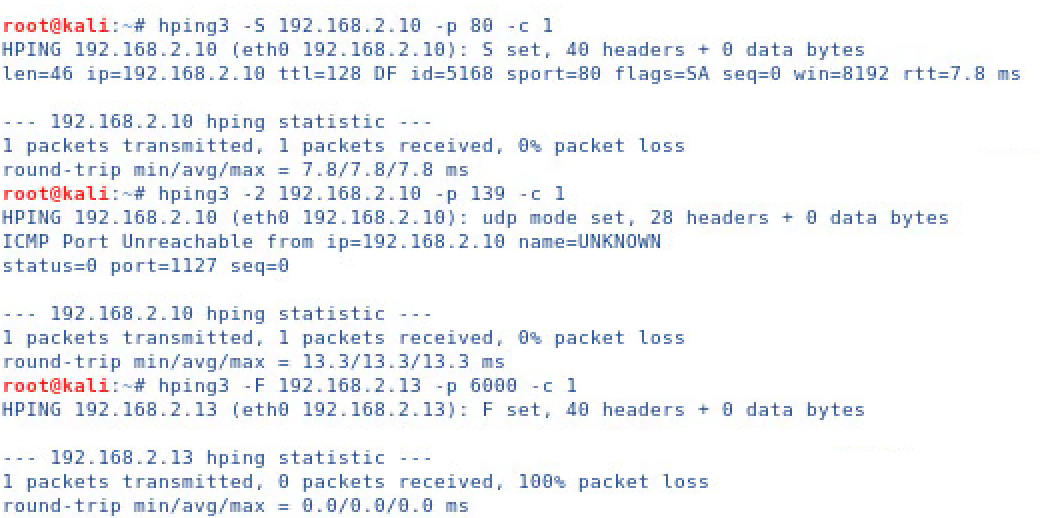 root@kali:~# hping3 -S 192.168.2.10 -p 80 -c 1
HPING 192.168.2.10 (eth0 192.168.2.10): S set, 40 headers + 0 data bytes
len=46 ip=192.168.2.10 ttl=128 DF id=5168 sport=80 flags=SA seq=0 win=8192 rtt=7.8 ms
--- 192.168.2.10 hping statistic ---
1 packets transmitted, 1 packets received, 0% packet loss
round-trip min/avg/max = 7.8/7.8/7.8 ms
root@kali:~# hping3 -2 192.168.2.10 -p 139 -c 1
HPING 192.168.2.10 (eth0 192.168.2.10): udp mode set, 28 headers + 0 data bytes
ICMP Port Unreachable from ip=192.168.2.10 name=UNKNOWN
status=0 port=1127 seq=0
--- 192.168.2.10 hping statistic ---
1 packets transmitted, 1 packets received, 0% packet loss
round-trip min/avg/max = 13.3/13.3/13.3 ms
root@kali:~# hping3 -F 192.168.2.13 -p 6000 -c 1
HPING 192.168.2.13 (eth0 192.168.2.13): F set, 40 headers + 0 data bytes
--- 192.168.2.13 hping statistic ---
1 packets transmitted, 0 packets received, 100% packet loss
round-trip min/avg/max = 0.0/0.0/0.0 ms